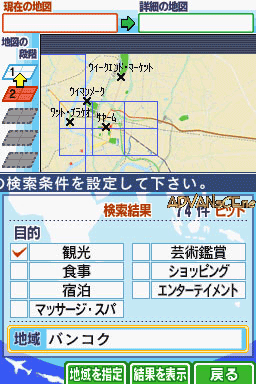 現在の地図
詳細の地図
地図の
段階
1
2
ウィークエンド・マーケット
ウィマンメーク
ワット・プラケオ
サヤーム
の検索条件を設定して下さい。
検索結果 74件 ヒット
目的
観光
芸術鑑賞
食事
ショッピング
宿泊
エンターテイメント
マッサージ・スパ
地域 バンコク
地域を指定
結果を表示
戻る